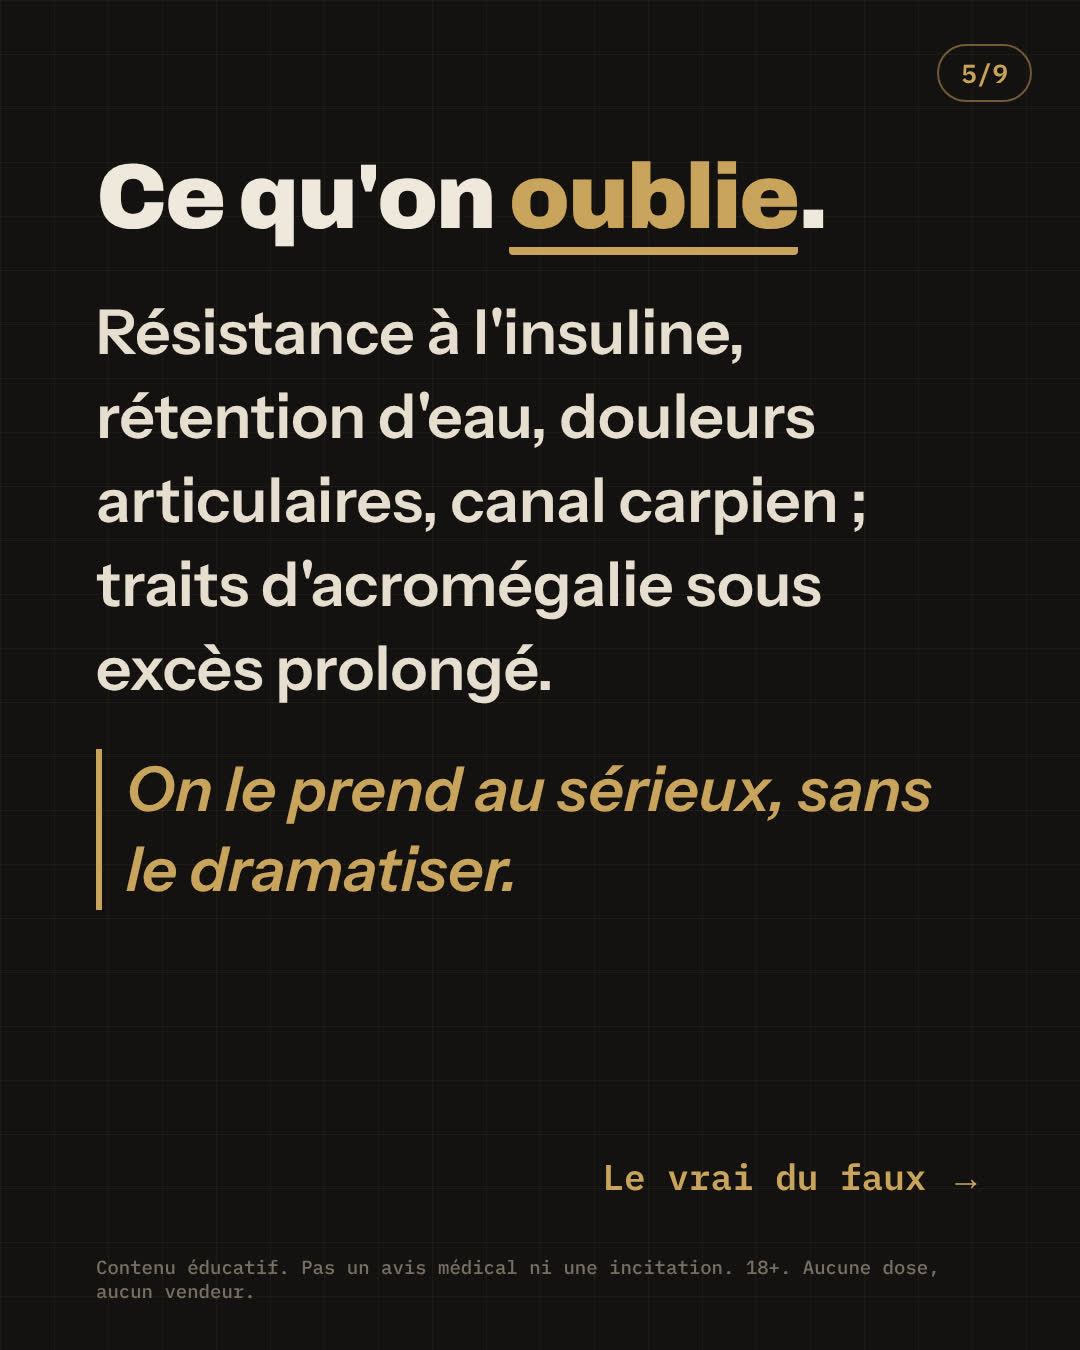 5/9
Ce qu'on oublie.
Résistance à l'insuline,
rétention d'eau, douleurs
articulaires, canal carpien ;
traits d'acromégalie sous
excès prolongé.
On le prend au sérieux, sans
le dramatiser.
Le vrai du faux →
Contenu éducatif. Pas un avis médical ni une incitation. 18+. Aucune dose,
aucun vendeur.